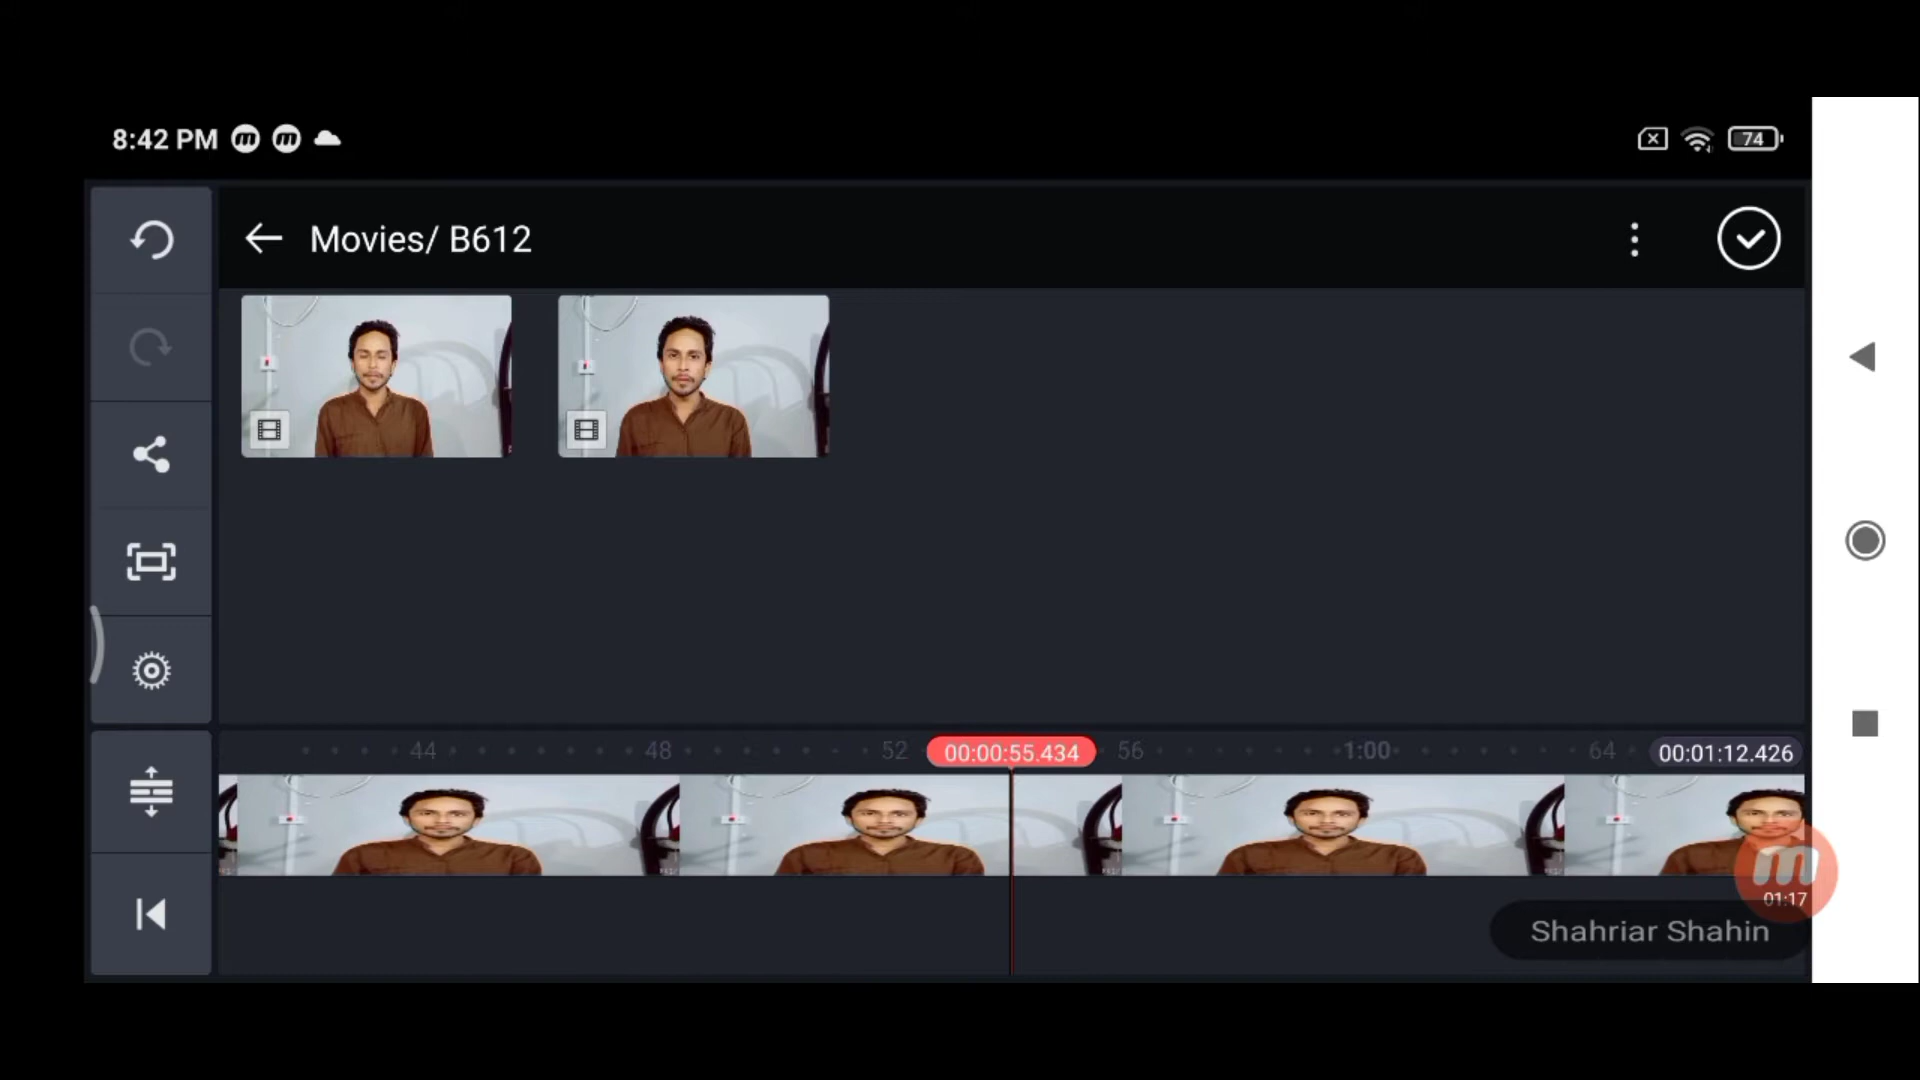 8:42 PM
74
Movies/ B612
44 48 52 00:00:55.434 56 1:00 64 00:01:12.426
01:17
Shahriar Shahin